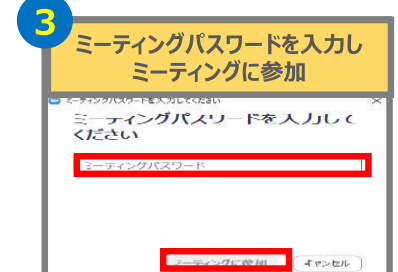 3
ミーティングパスワードを入力し
ミーティングに参加
ミーティングパスワードを入力してください
ミーティングパスワードを入力して
ください
ミーティングパスワード
ミーティングに参加
キャンセル